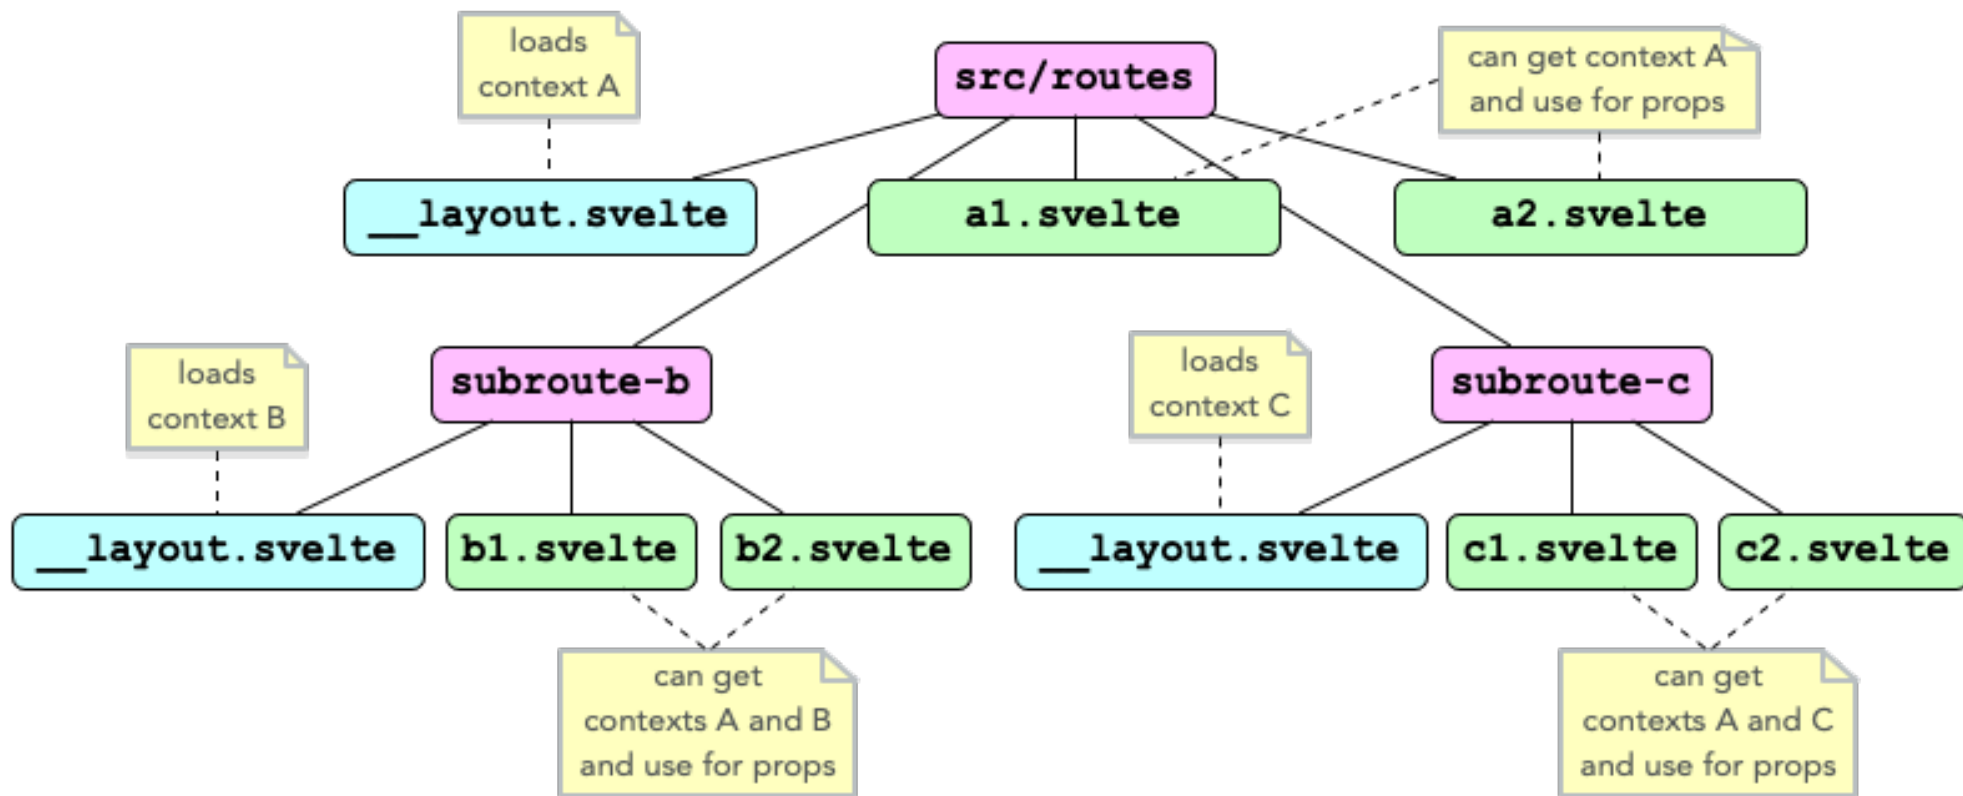 loads
context A
src/routes
can get context A
and use for props
__layout.svelte
a1.svelte
a2.svelte
loads
context B
subroute-b
loads
context C
subroute-c
__layout.svelte
b1.svelte
b2.svelte
__layout.svelte
c1.svelte
c2.svelte
can get
contexts A and B
and use for props
can get
contexts A and C
and use for props